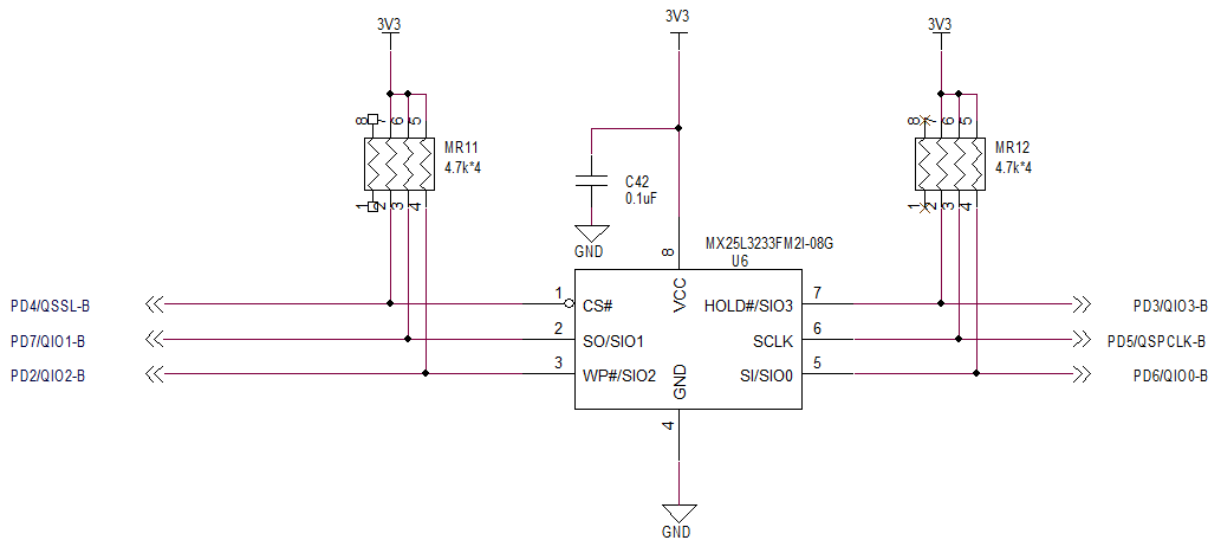 3V3
3V3
3V3
8 7 6 5
MR11
4.7k*4
1 2 3 4
C42
0.1uF
GND
8 7 6 5
MR12
4.7k*4
1 2 3 4
MX25L3233FM2I-08G
U6
8
VCC
PD4/QSSL-B
1
CS#
HOLD#/SIO3
7
PD3/QIO3-B
PD7/QIO1-B
2
SO/SIO1
SCLK
6
PD5/QSPCLK-B
PD2/QIO2-B
3
WP#/SIO2
GND
SI/SIO0
5
PD6/QIO0-B
4
GND